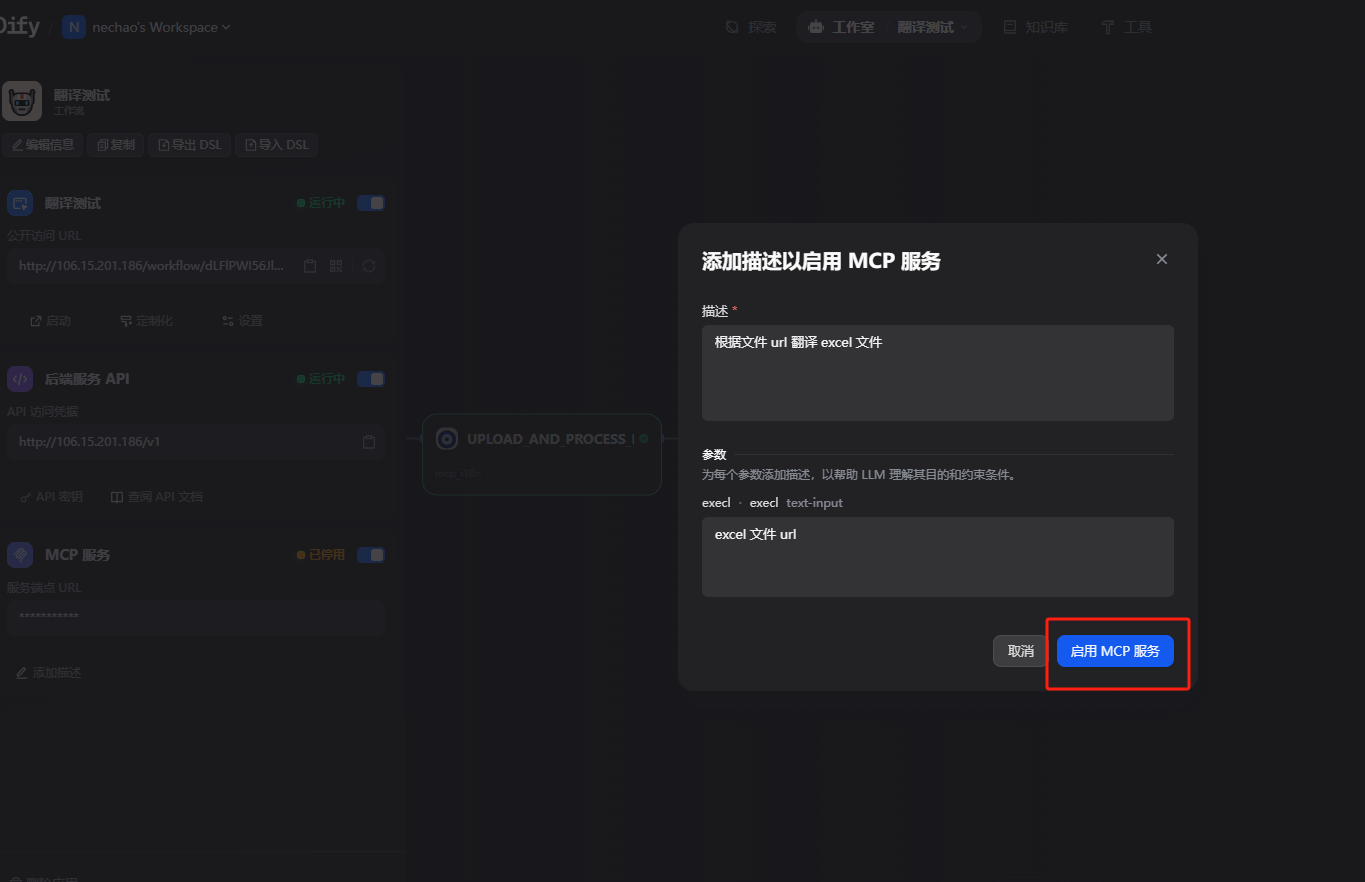 Dify / N nechao's Workspace 探索 工作室 / 翻译测试 知识库 工具
翻译测试
工作流
编辑信息 复制 导出 DSL 导入 DSL
翻译测试 运行中
公开访问 URL
http://106.15.201.186/workflow/dLFlPWI56Jl...
启动 定制化 设置
后端服务 API 运行中
API 访问凭据
http://106.15.201.186/v1
API 密钥 查阅 API 文档
MCP 服务 已停用
服务端点 URL
***********
添加描述
UPLOAD_AND_PROCESS_
添加描述以启用 MCP 服务
描述 *
根据文件 url 翻译 excel 文件
参数
为每个参数添加描述，以帮助 LLM 理解其目的和约束条件。
execl · execl text-input
excel 文件 url
取消 启用 MCP 服务